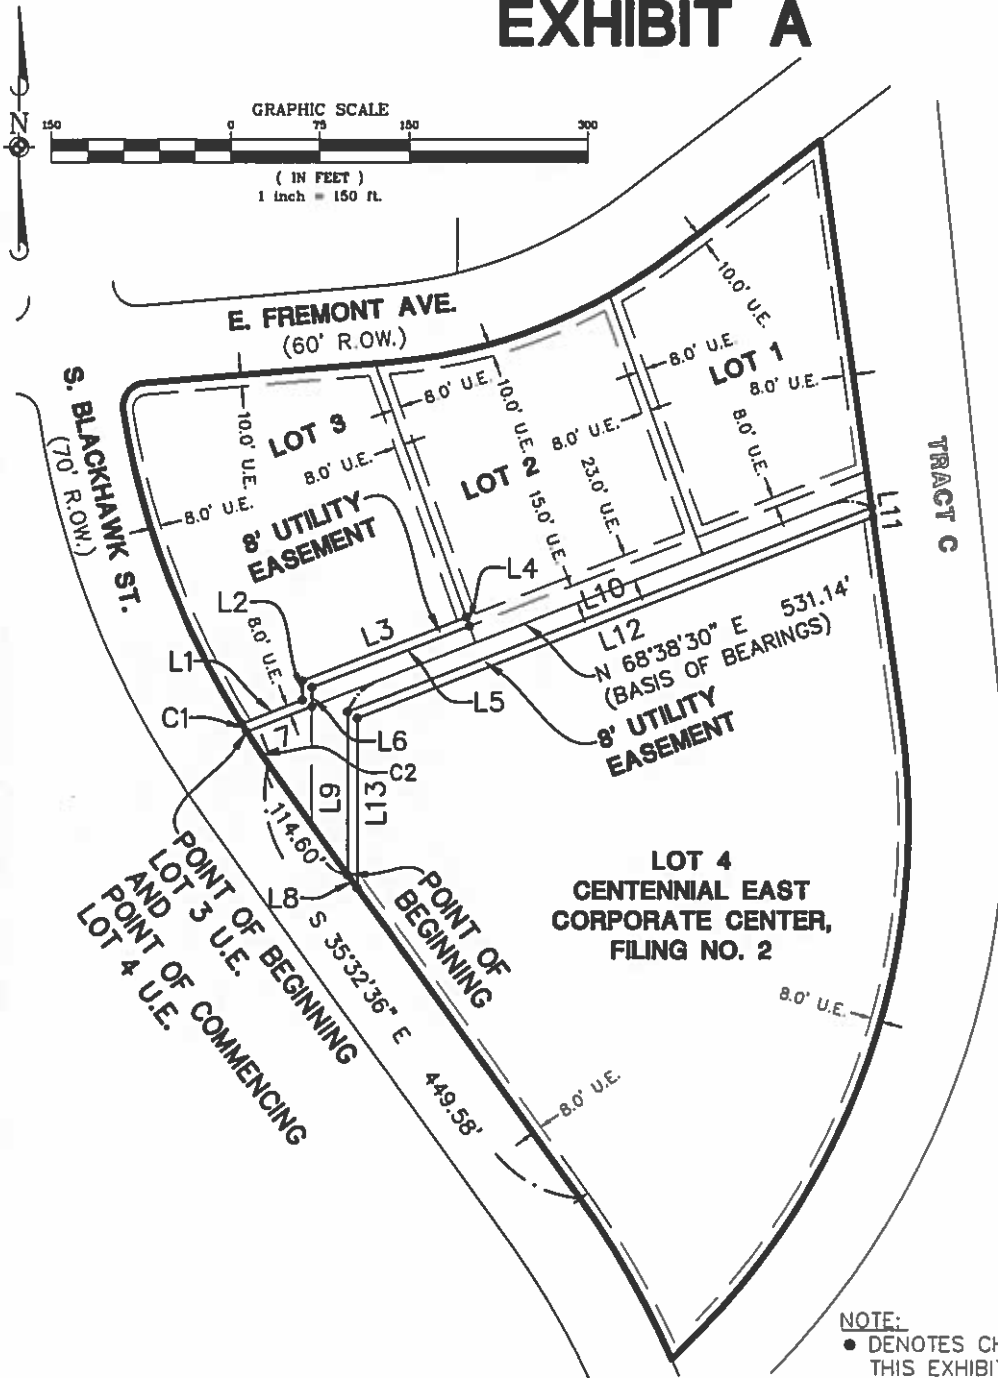 EXHIBIT A
GRAPHIC SCALE
150 0 75 150 300
( IN FEET )
1 inch = 150 ft.
N
E. FREMONT AVE.
(60' R.OW.)
S. BLACKHAWK ST.
(70' R.OW.)
TRACT C
LOT 1
10.0' U.E.
8.0' U.E.
8.0' U.E.
8.0' U.E.
LOT 2
8.0' U.E.
10.0' U.E.
8.0' U.E.
15.0' U.E.
23.0' U.E.
LOT 3
10.0' U.E.
8.0' U.E.
8.0' U.E.
8.0' U.E.
8' UTILITY
EASEMENT
L1
L2
L3
L4
L5
L6
7
L8
L9
L10
L11
L12
L13
C1
C2
N 68°38'30" E 531.14'
(BASIS OF BEARINGS)
8' UTILITY
EASEMENT
114.60'
POINT OF BEGINNING
LOT 3 U.E.
AND
POINT OF COMMENCING
LOT 4 U.E.
POINT OF
BEGINNING
S 35°32'36" E 449.58'
LOT 4
CENTENNIAL EAST
CORPORATE CENTER,
FILING NO. 2
8.0' U.E.
8.0' U.E.
NOTE:
● DENOTES CH
THIS EXHIBIT